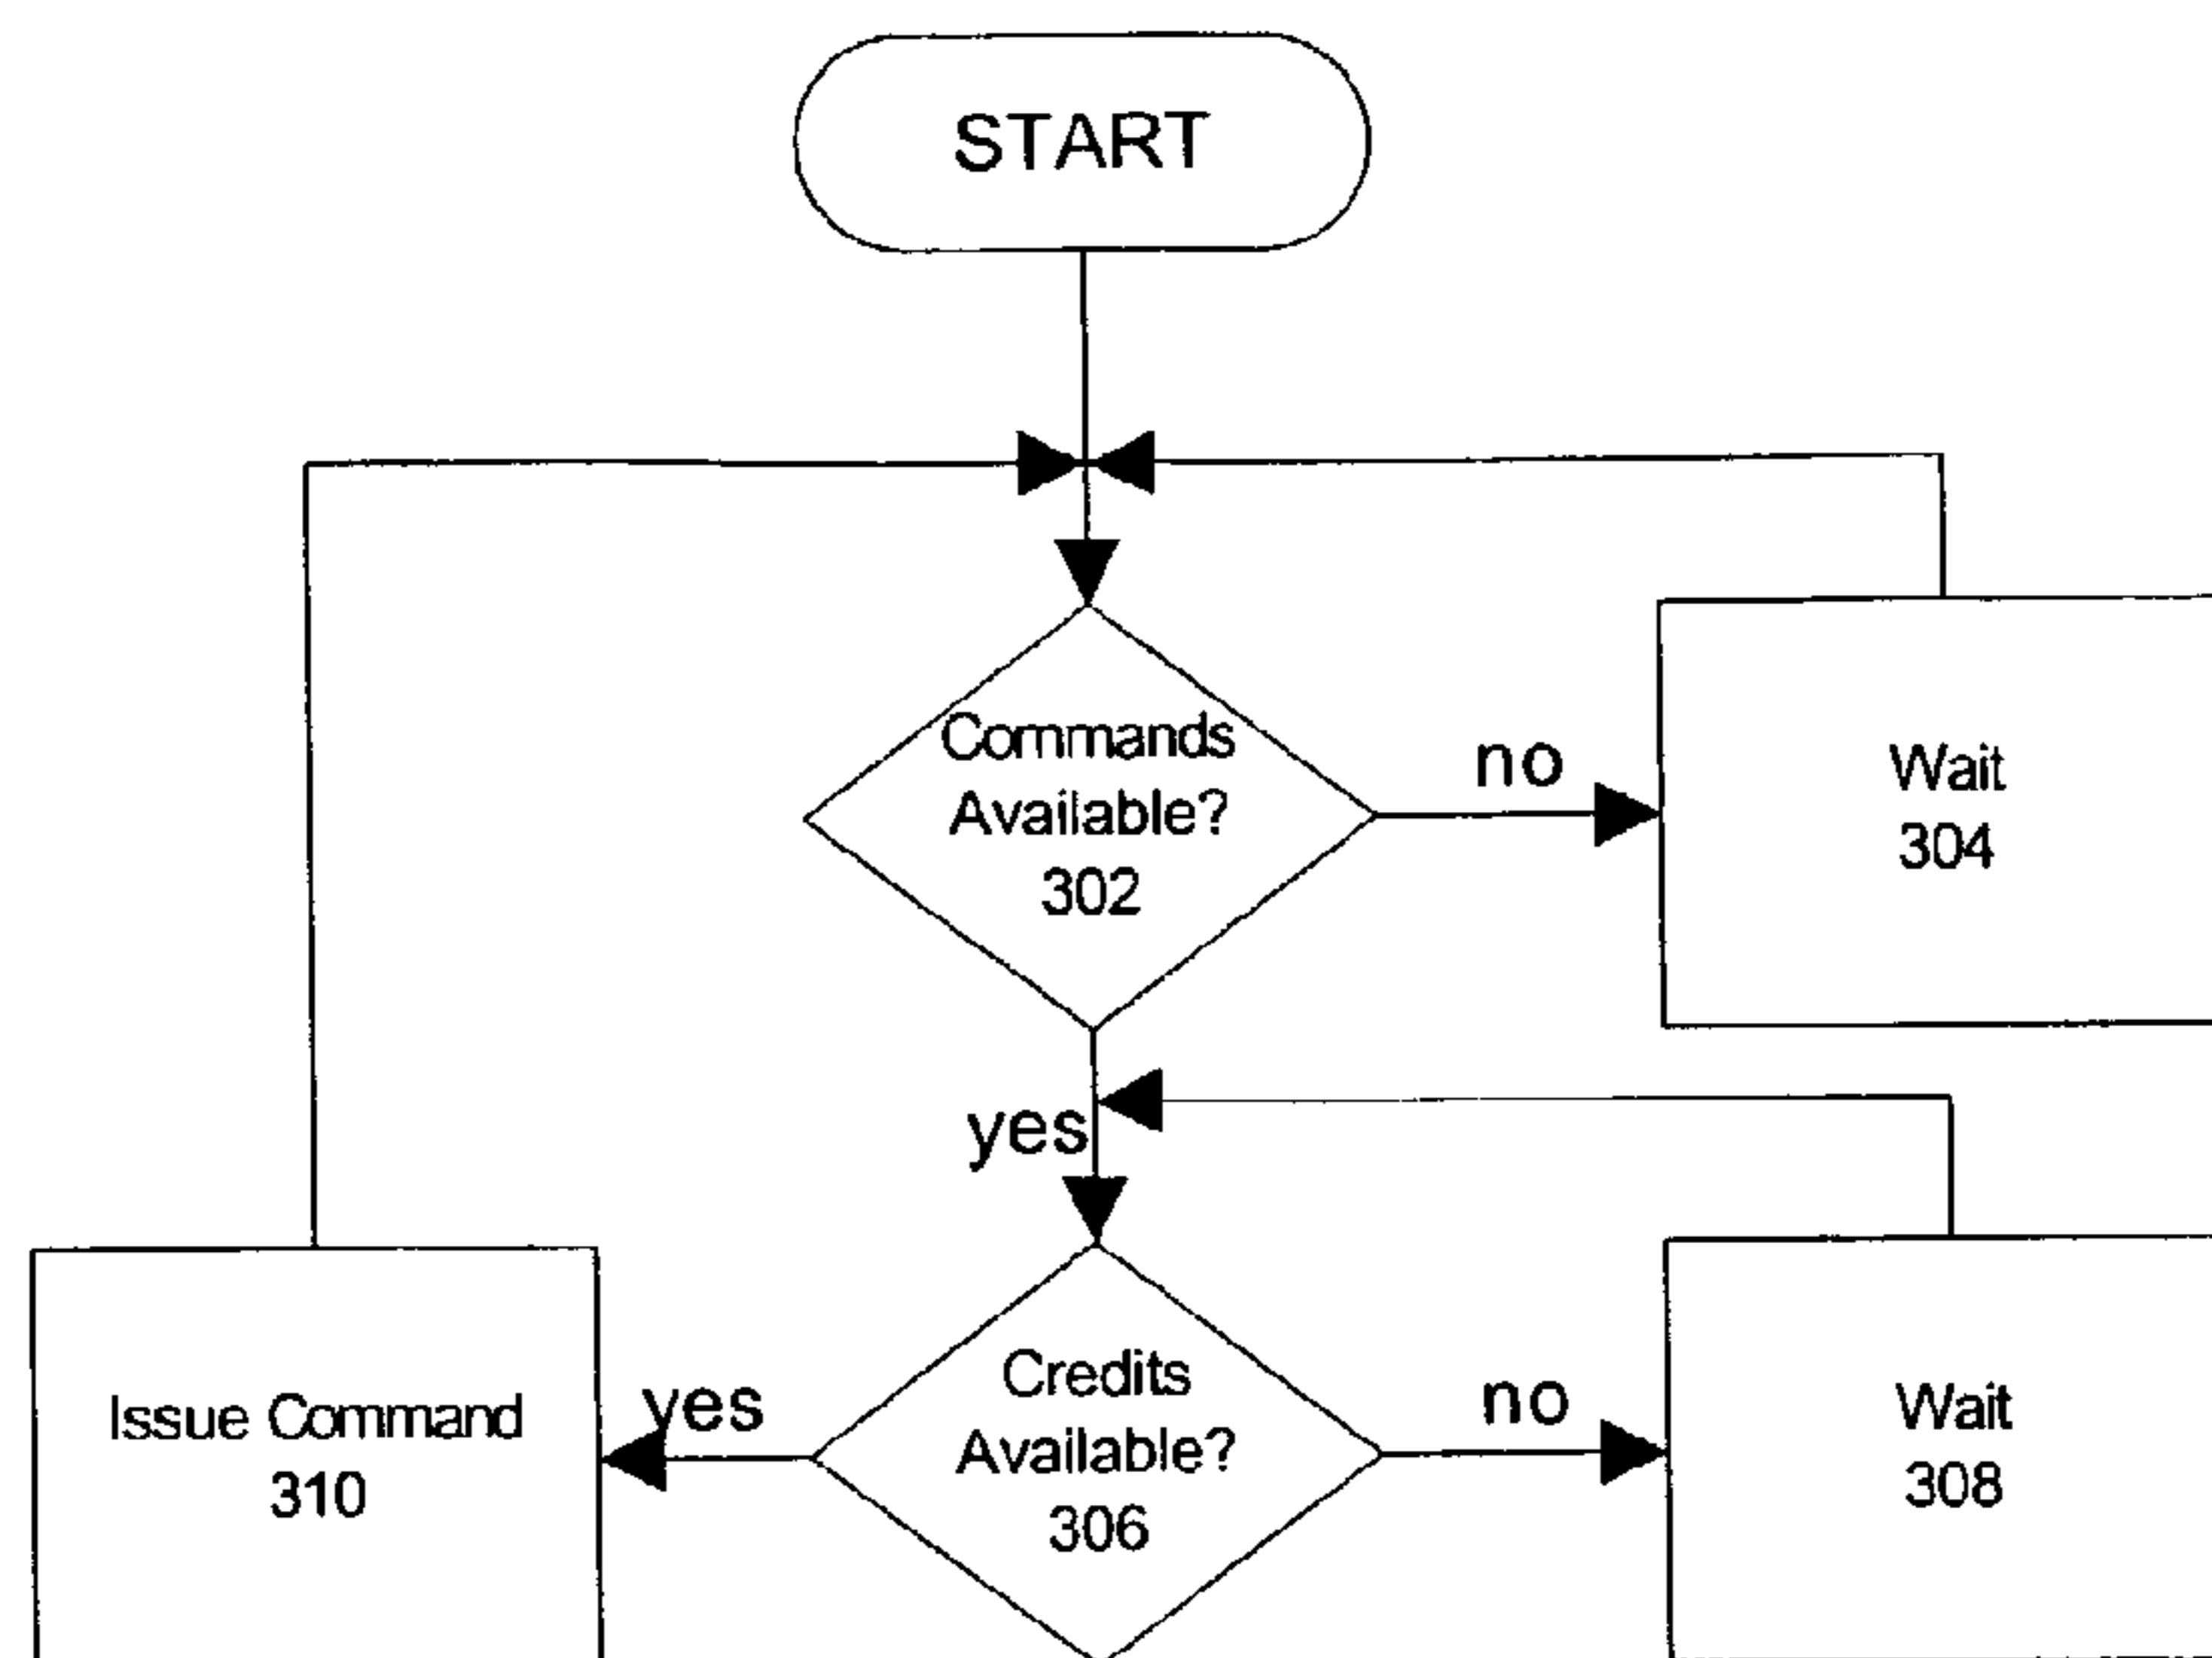 START
Commands
Available?
302
no
Wait
304
yes
Credits
Available?
306
no
Wait
308
yes
Issue Command
310